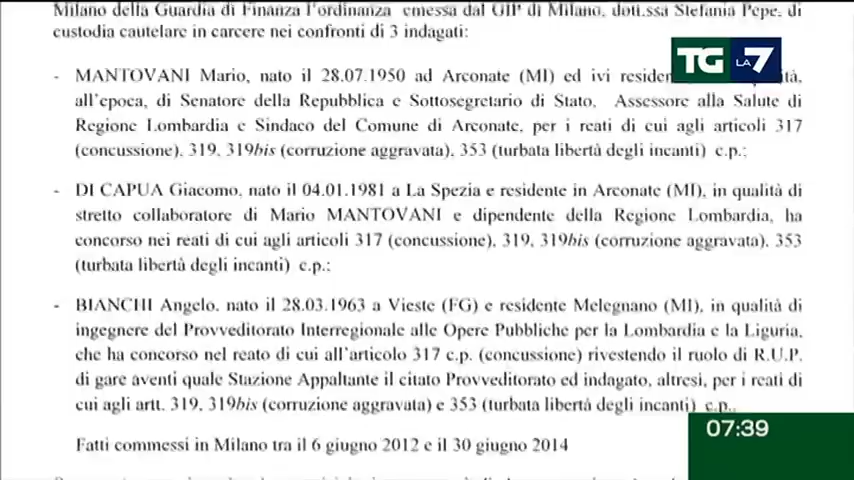 Milano della Guardia di Finanza l'ordinanza emessa dal GIP di Milano, dott.ssa Stefania Pepe, di
custodia cautelare in carcere nei confronti di 3 indagati:
TG LA 7
- MANTOVANI Mario, nato il 28.07.1950 ad Arconate (MI) ed ivi
all'epoca, di Senatore della Repubblica e Sottosegretario di Stato, Assessore alla Salute di
Regione Lombardia e Sindaco del Comune di Arconate, per i reati di cui agli articoli 317
(concussione), 319, 319bis (corruzione aggravata), 353 (turbata libertà degli incanti) c.p.;
- DI CAPUA Giacomo, nato il 04.01.1981 a La Spezia e residente in Arconate (MI), in qualità di
stretto collaboratore di Mario MANTOVANI e dipendente della Regione Lombardia, ha
concorso nei reati di cui agli articoli 317 (concussione), 319, 319bis (corruzione aggravata), 353
(turbata libertà degli incanti) c.p.;
- BIANCHI Angelo, nato il 28.03.1963 a Vieste (FG) e residente Melegnano (MI), in qualità di
ingegnere del Provveditorato Interregionale alle Opere Pubbliche per la Lombardia e la Liguria,
che ha concorso nel reato di cui all'articolo 317 c.p. (concussione) rivestendo il ruolo di R.U.P.
di gare aventi quale Stazione Appaltante il citato Provveditorato ed indagato, altresì, per i reati di
cui agli artt. 319, 319bis (corruzione aggravata) e 353 (turbata libertà degli incanti) c.p..
07:39
Fatti commessi in Milano tra il 6 giugno 2012 e il 30 giugno 2014